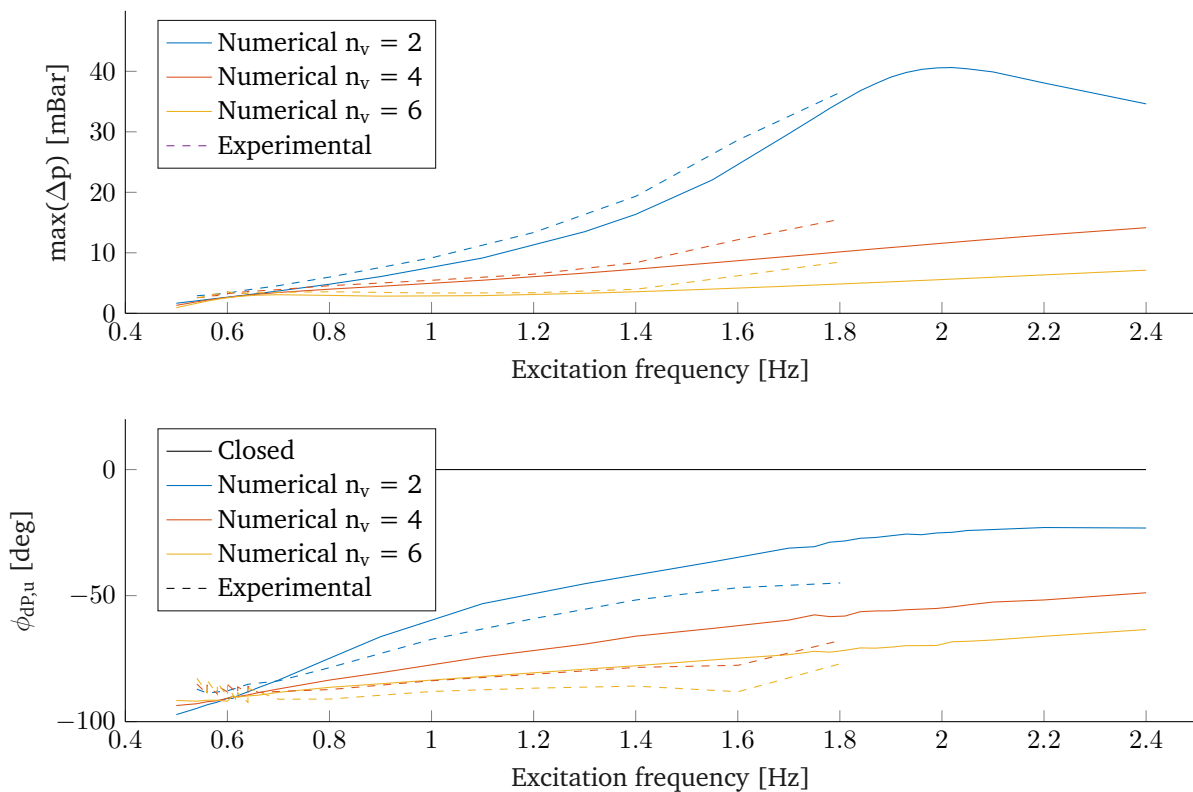 Numerical n_v = 2
Numerical n_v = 4
Numerical n_v = 6
Experimental
max(Δp) [mBar]
40
30
20
10
0
0.4 0.6 0.8 1 1.2 1.4 1.6 1.8 2 2.2 2.4
Excitation frequency [Hz]
Closed
Numerical n_v = 2
Numerical n_v = 4
Numerical n_v = 6
Experimental
ϕ_dP,u [deg]
0
−50
−100
0.4 0.6 0.8 1 1.2 1.4 1.6 1.8 2 2.2 2.4
Excitation frequency [Hz]